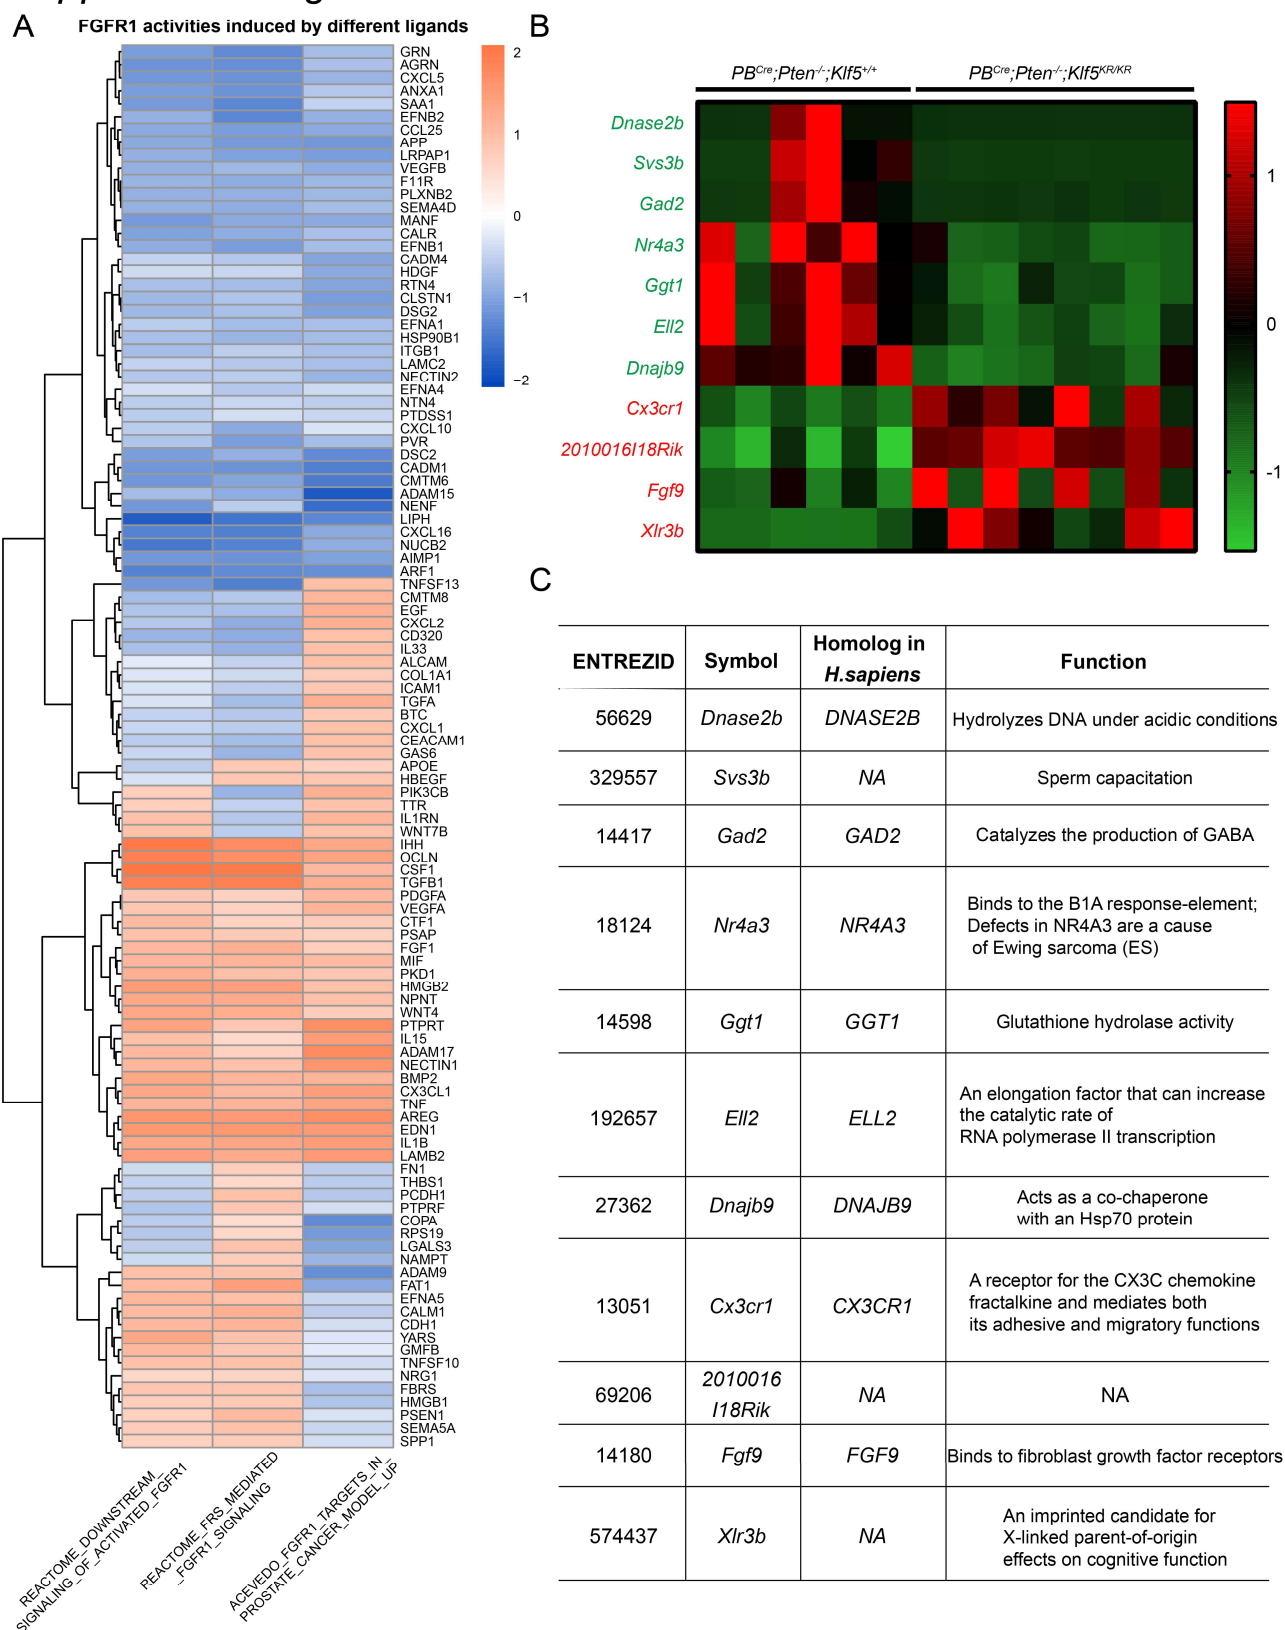 A
FGFR1 activities induced by different ligands
GRN
AGRN
CXCL5
ANXA1
SAA1
EFNB2
CCL25
APP
LRPAP1
VEGFB
F11R
PLXNB2
SEMA4D
MANF
CALR
EFNB1
CADM4
HDGF
RTN4
CLSTN1
DSG2
EFNA1
HSP90B1
ITGB1
LAMC2
NECTIN2
EFNA4
NTN4
PTDSS1
CXCL10
PVR
DSC2
CADM1
CMTM6
ADAM15
NENF
LIPH
CXCL16
NUCB2
AIMP1
ARF1
TNFSF13
CMTM8
EGF
CXCL2
CD320
IL33
ALCAM
COL1A1
ICAM1
TGFA
BTC
CXCL1
CEACAM1
GAS6
APOE
HBEGF
PIK3CB
TTR
IL1RN
WNT7B
IHH
OCLN
CSF1
TGFB1
PDGFA
VEGFA
CTF1
PSAP
FGF1
MIF
PKD1
HMGB2
NPNT
WNT4
PTPRT
IL15
ADAM17
NECTIN1
BMP2
CX3CL1
TNF
AREG
EDN1
IL1B
LAMB2
FN1
THBS1
PCDH1
PTPRF
COPA
RPS19
LGALS3
NAMPT
ADAM9
FAT1
EFNA5
CALM1
CDH1
YARS
GMFB
TNFSF10
NRG1
FBRS
HMGB1
PSEN1
SEMA5A
SPP1
2
1
0
−1
−2
REACTOME_DOWNSTREAM_
SIGNALING_OF_ACTIVATED_FGFR1
REACTOME_FRS_MEDIATED
_FGFR1_SIGNALING
ACEVEDO_FGFR1_TARGETS_IN_
PROSTATE_CANCER_MODEL_UP
B
PBCre;Pten-/-;Klf5+/+
PBCre;Pten-/-;Klf5KR/KR
Dnase2b
Svs3b
Gad2
Nr4a3
Ggt1
Ell2
Dnajb9
Cx3cr1
2010016I18Rik
Fgf9
Xlr3b
1
0
-1
C
ENTREZID Symbol Homolog in Function
H.sapiens
56629 Dnase2b DNASE2B Hydrolyzes DNA under acidic conditions
329557 Svs3b NA Sperm capacitation
14417 Gad2 GAD2 Catalyzes the production of GABA
18124 Nr4a3 NR4A3 Binds to the B1A response-element;
Defects in NR4A3 are a cause
of Ewing sarcoma (ES)
14598 Ggt1 GGT1 Glutathione hydrolase activity
192657 Ell2 ELL2 An elongation factor that can increase
the catalytic rate of
RNA polymerase II transcription
27362 Dnajb9 DNAJB9 Acts as a co-chaperone
with an Hsp70 protein
13051 Cx3cr1 CX3CR1 A receptor for the CX3C chemokine
fractalkine and mediates both
its adhesive and migratory functions
69206 2010016 NA NA
I18Rik
14180 Fgf9 FGF9 Binds to fibroblast growth factor receptors
574437 Xlr3b NA An imprinted candidate for
X-linked parent-of-origin
effects on cognitive function